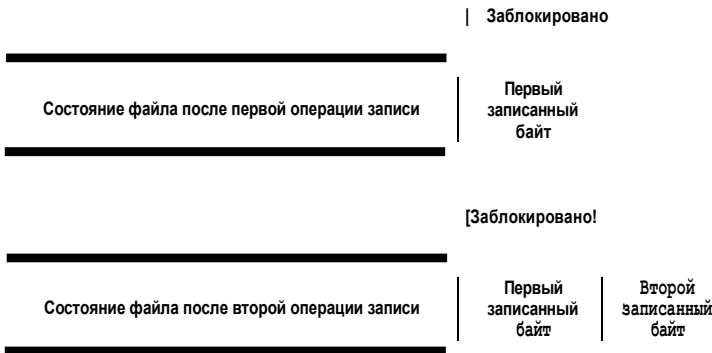 | Заблокировано
Состояние файла после первой операции записи
Первый
записанный
байт
[Заблокировано!
Состояние файла после второй операции записи
Первый
записанный
байт
Второй
записанный
байт